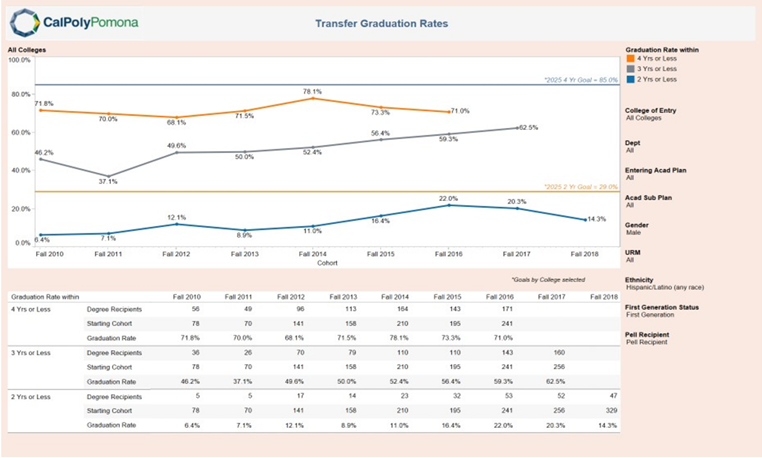 CalPolyPomona
Transfer Graduation Rates
All Colleges
100.0%
80.0%
60.0%
40.0%
20.0%
0.0%
*2025 4 Yr Goal = 85.0%
71.8% 70.0% 68.1% 71.5% 78.1% 73.3% 71.0%
46.2% 37.1% 49.6% 50.0% 52.4% 56.4% 59.3% 62.5%
*2025 2 Yr Goal = 29.0%
6.4% 7.1% 12.1% 8.9% 11.0% 16.4% 22.0% 20.3% 14.3%
Fall 2010 Fall 2011 Fall 2012 Fall 2013 Fall 2014 Fall 2015 Fall 2016 Fall 2017 Fall 2018
Cohort
*Goals by College selected
Graduation Rate within
4 Yrs or Less
3 Yrs or Less
2 Yrs or Less
College of Entry
All Colleges
Dept
All
Entering Acad Plan
All
Acad Sub Plan
All
Gender
Male
URM
All
Ethnicity
Hispanic/Latino (any race)
First Generation Status
First Generation
Pell Recipient
Pell Recipient
Graduation Rate within Fall 2010 Fall 2011 Fall 2012 Fall 2013 Fall 2014 Fall 2015 Fall 2016 Fall 2017 Fall 2018
4 Yrs or Less Degree Recipients 56 49 96 113 164 143 171
Starting Cohort 78 70 141 158 210 195 241
Graduation Rate 71.8% 70.0% 68.1% 71.5% 78.1% 73.3% 71.0%
3 Yrs or Less Degree Recipients 36 26 70 79 110 110 143 160
Starting Cohort 78 70 141 158 210 195 241 256
Graduation Rate 46.2% 37.1% 49.6% 50.0% 52.4% 56.4% 59.3% 62.5%
2 Yrs or Less Degree Recipients 5 5 17 14 23 32 53 52 47
Starting Cohort 78 70 141 158 210 195 241 256 329
Graduation Rate 6.4% 7.1% 12.1% 8.9% 11.0% 16.4% 22.0% 20.3% 14.3%